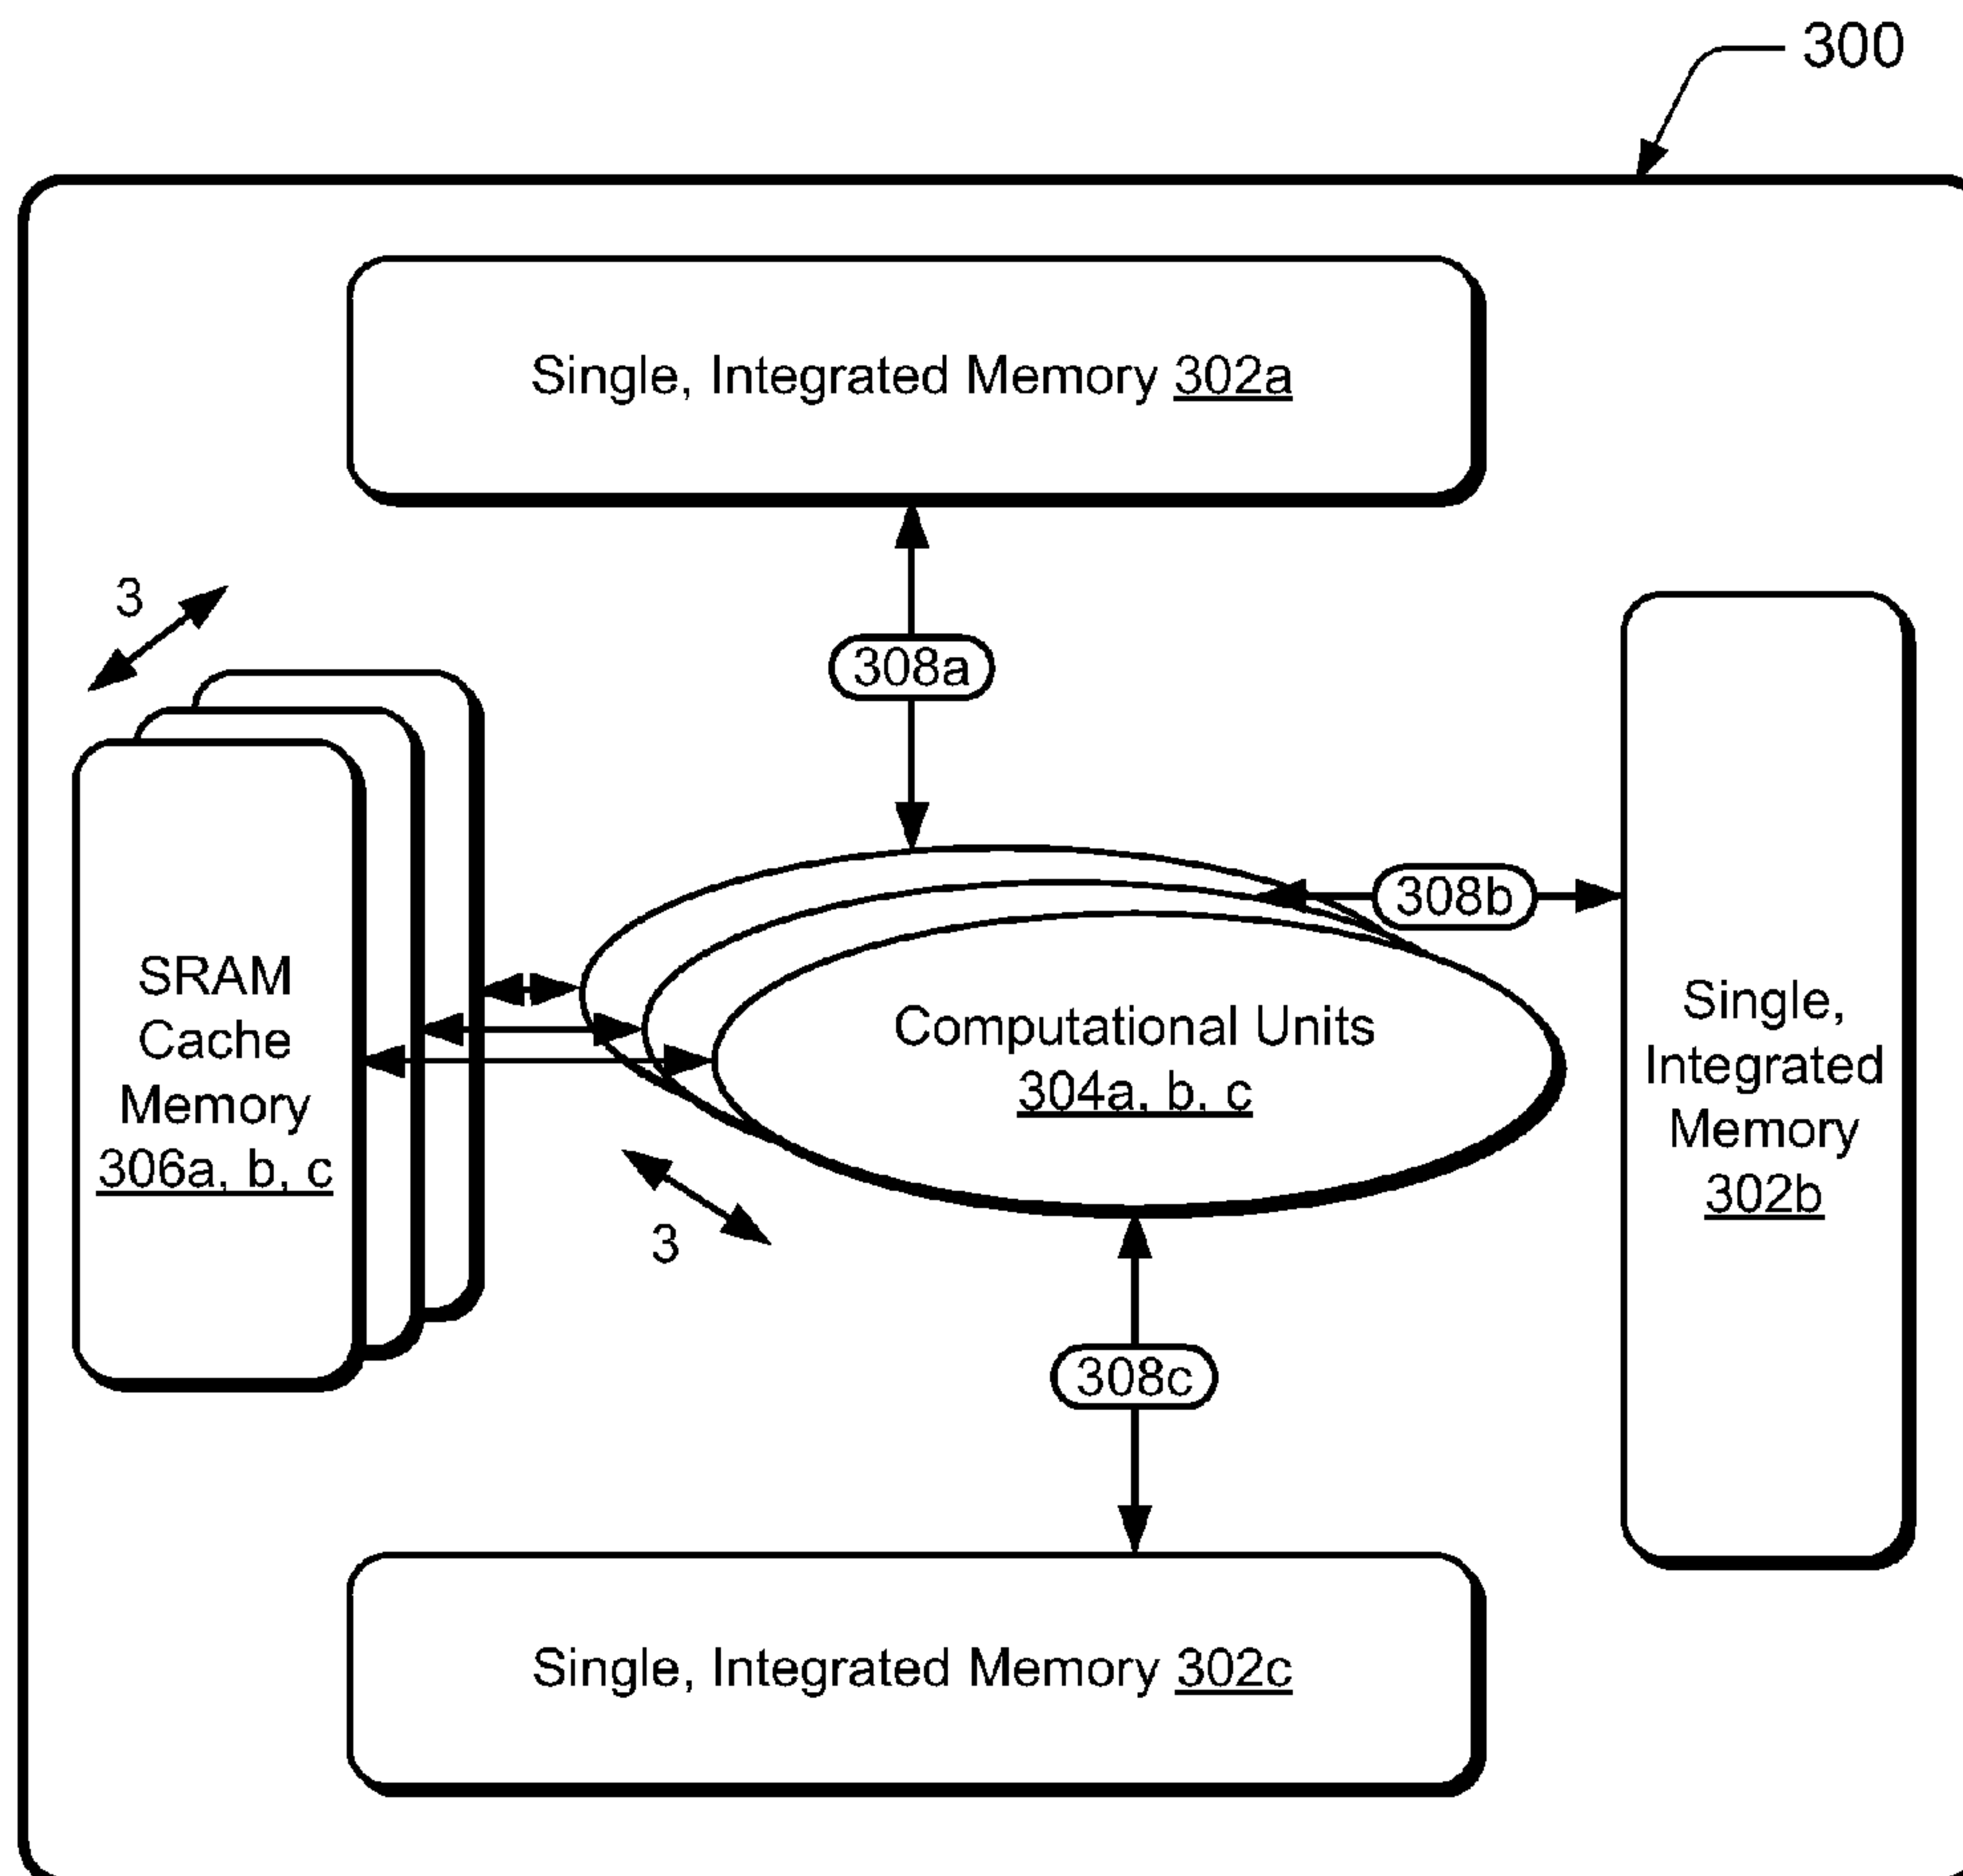 300
Single, Integrated Memory 302a
3
308a
308b
SRAM
Cache
Memory
306a, b, c
Computational Units
304a, b, c
Single,
Integrated
Memory
302b
3
308c
Single, Integrated Memory 302c